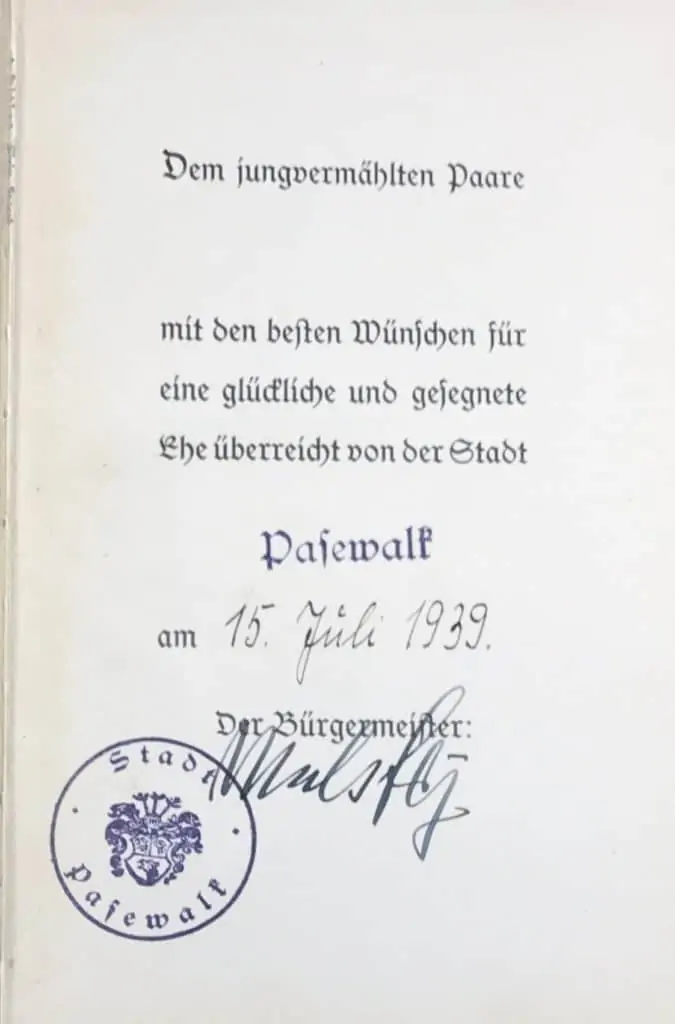 Dem jungvermählten Paare
mit den besten Wünschen für
eine glückliche und gesegnete
Ehe überreicht von der Stadt
Pasewalk
am 15. Juli 1939.
Der Bürgermeister:
Stadt
Pasewalk